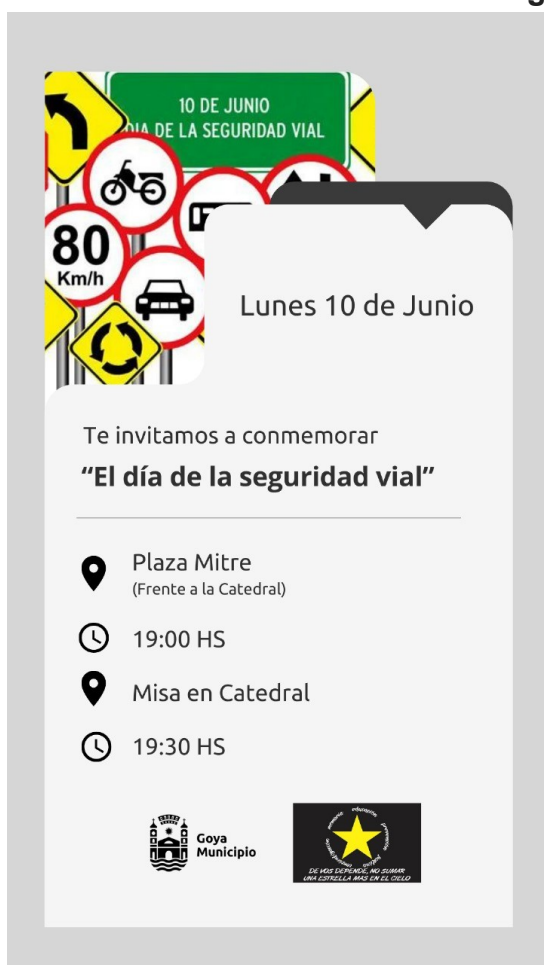 10 DE JUNIO
DIA DE LA SEGURIDAD VIAL
80
Km/h
Lunes 10 de Junio
Te invitamos a conmemorar
“El día de la seguridad vial”
Plaza Mitre
(Frente a la Catedral)
19:00 HS
Misa en Catedral
19:30 HS
Goya
Municipio
DE VOS DEPENDE, NO SUMAR
UNA ESTRELLA MAS EN EL CIELO